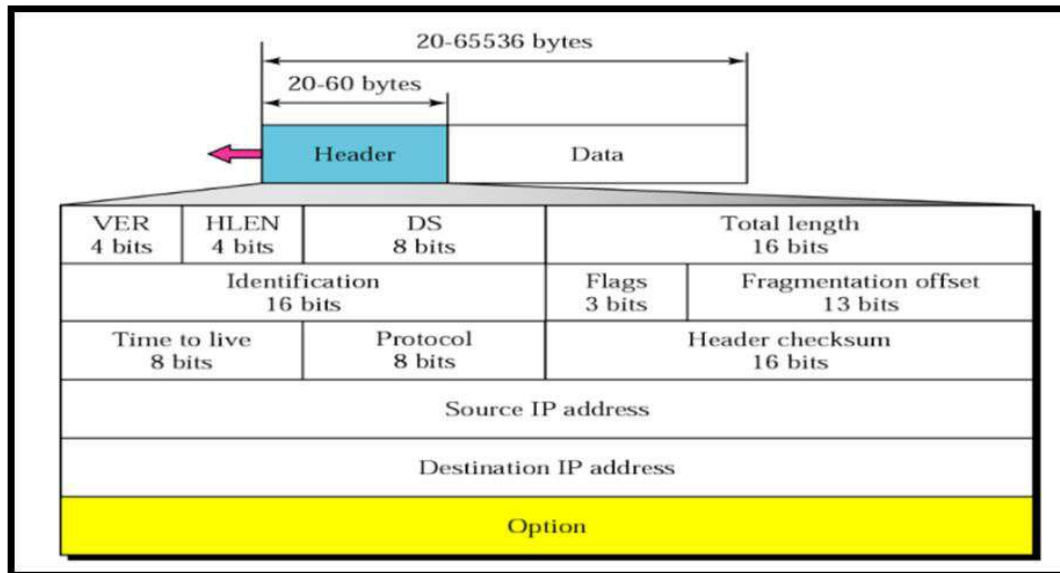 20-65536 bytes
20-60 bytes
Header
Data
VER
4 bits
HLEN
4 bits
DS
8 bits
Total length
16 bits
Identification
16 bits
Flags
3 bits
Fragmentation offset
13 bits
Time to live
8 bits
Protocol
8 bits
Header checksum
16 bits
Source IP address
Destination IP address
Option